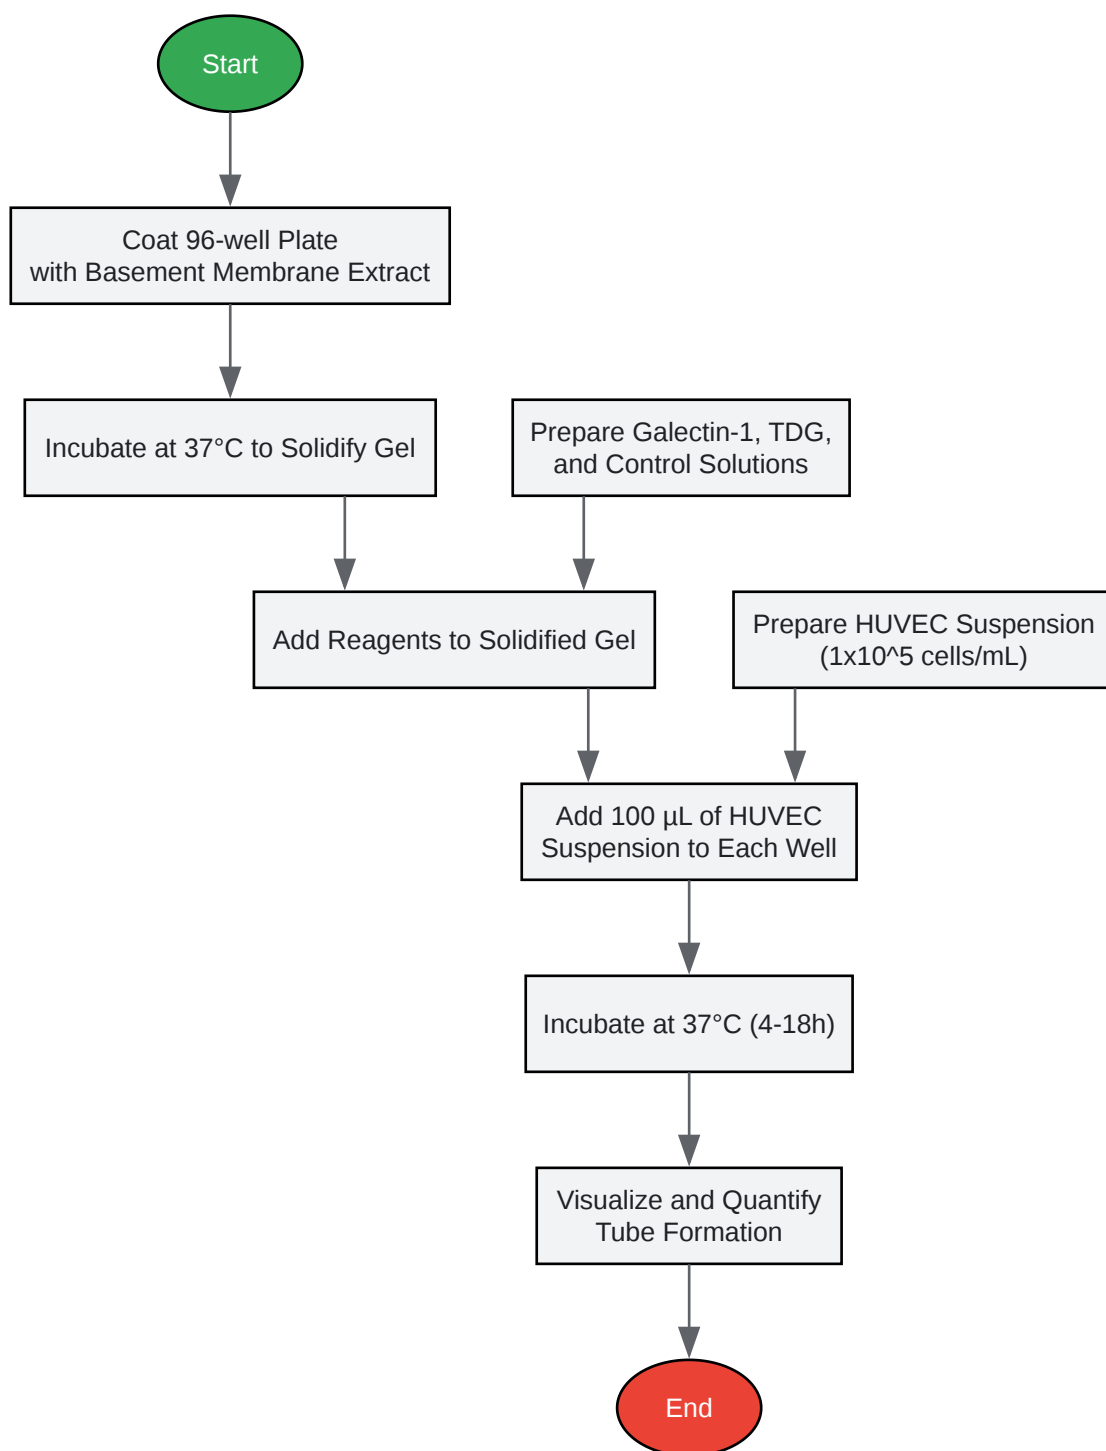 Start
Coat 96-well Plate
with Basement Membrane Extract
Incubate at 37°C to Solidify Gel
Prepare Galectin-1, TDG,
and Control Solutions
Add Reagents to Solidified Gel
Prepare HUVEC Suspension
(1x10^5 cells/mL)
Add 100 µL of HUVEC
Suspension to Each Well
Incubate at 37°C (4-18h)
Visualize and Quantify
Tube Formation
End